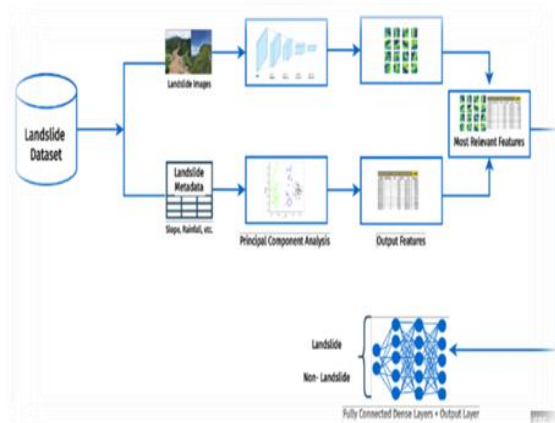 Landslide Images
Landslide
Dataset
Most Relevant Features
Landslide
Metadata
Slope, Rainfall, etc.
Principal Component Analysis
Output Features
Landslide
Non- Landslide
Fully Connected Dense Layers + Output Layer